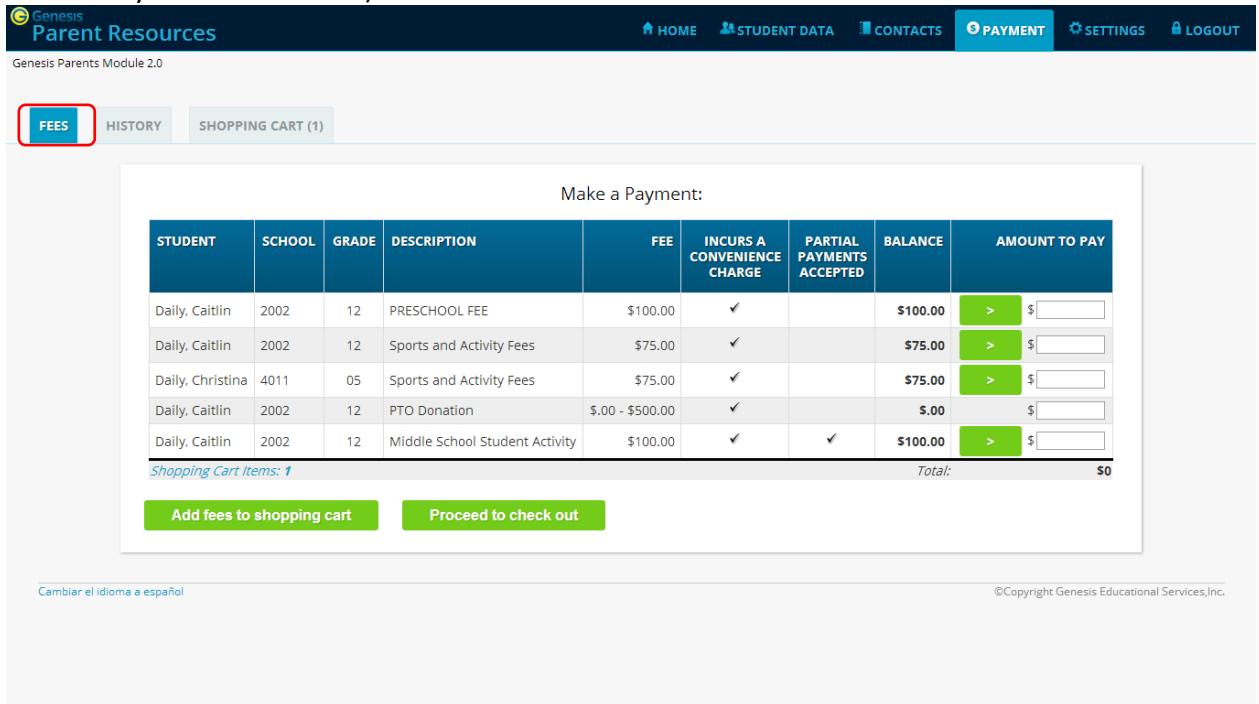 Genesis
Parent Resources
HOME STUDENT DATA CONTACTS PAYMENT SETTINGS LOGOUT
Genesis Parents Module 2.0
FEES HISTORY SHOPPING CART (1)
Make a Payment:
STUDENT SCHOOL GRADE DESCRIPTION FEE INCURS A CONVENIENCE CHARGE PARTIAL PAYMENTS ACCEPTED BALANCE AMOUNT TO PAY
Daily, Caitlin 2002 12 PRESCHOOL FEE $100.00 ✓ $100.00 > $
Daily, Caitlin 2002 12 Sports and Activity Fees $75.00 ✓ $75.00 > $
Daily, Christina 4011 05 Sports and Activity Fees $75.00 ✓ $75.00 > $
Daily, Caitlin 2002 12 PTO Donation $.00 - $500.00 ✓ $.00 $
Daily, Caitlin 2002 12 Middle School Student Activity $100.00 ✓ ✓ $100.00 > $
Shopping Cart Items: 1 Total: $0
Add fees to shopping cart Proceed to check out
Cambiar el idioma a español ©Copyright Genesis Educational Services,Inc.